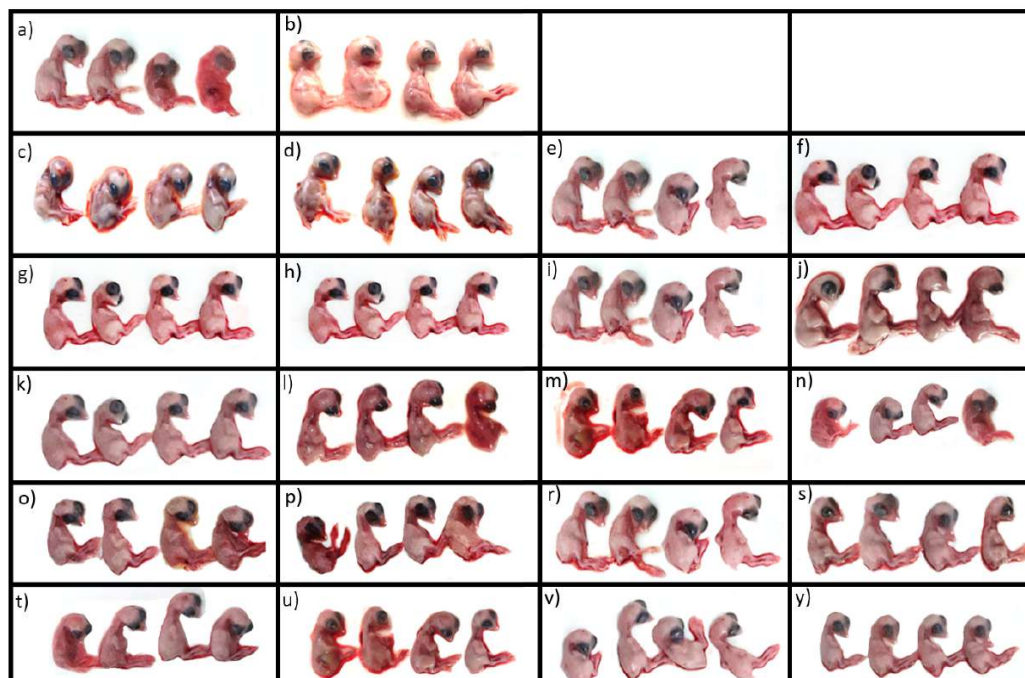 a) b)
c) d) e) f)
g) h) i) j)
k) l) m) n)
o) p) r) s)
t) u) v) y)